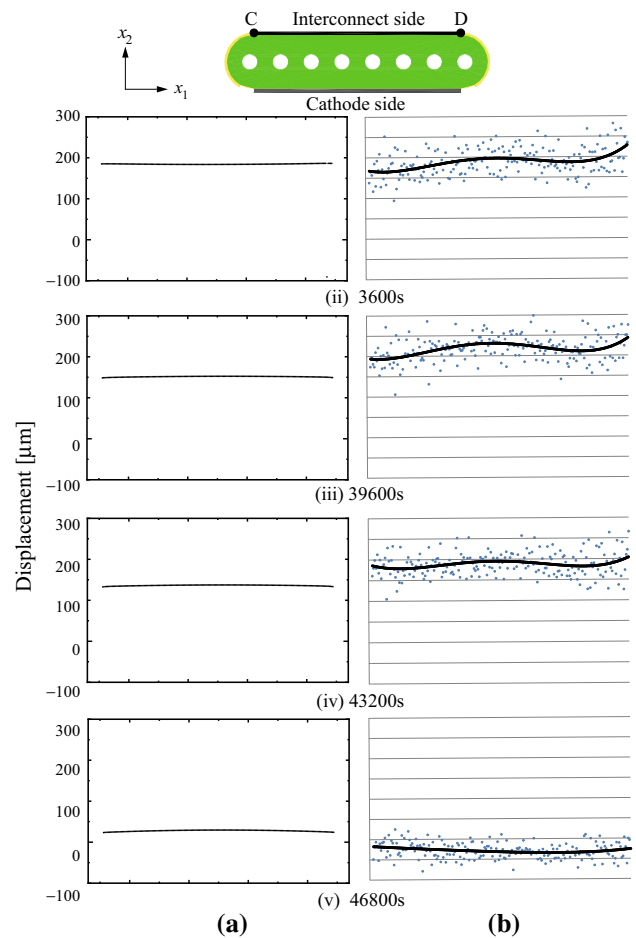 C Interconnect side D
x2
x1
Cathode side
Displacement [μm]
300
200
100
0
−100
(ii) 3600s
300
200
100
0
−100
(iii) 39600s
300
200
100
0
−100
(iv) 43200s
300
200
100
0
−100
(v) 46800s
(a) (b)